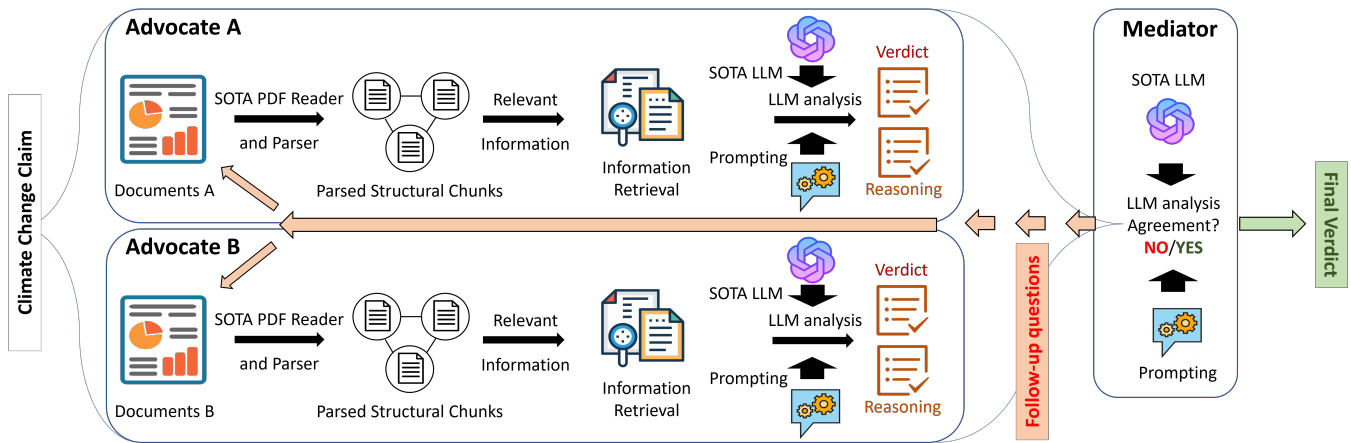 Climate Change Claim
Advocate A
Documents A
SOTA PDF Reader
and Parser
Parsed Structural Chunks
Relevant
Information
Information
Retrieval
SOTA LLM
LLM analysis
Prompting
Verdict
Reasoning
Advocate B
Documents B
SOTA PDF Reader
and Parser
Parsed Structural Chunks
Relevant
Information
Information
Retrieval
SOTA LLM
LLM analysis
Prompting
Verdict
Reasoning
Follow-up questions
Mediator
SOTA LLM
LLM analysis
Agreement?
NO/YES
Prompting
Final Verdict